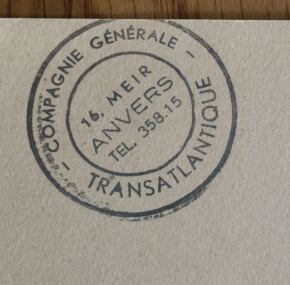 - COMPAGNIE GÉNÉRALE -
TRANSATLANTIQUE
16, MEIR
ANVERS
TEL. 358.15